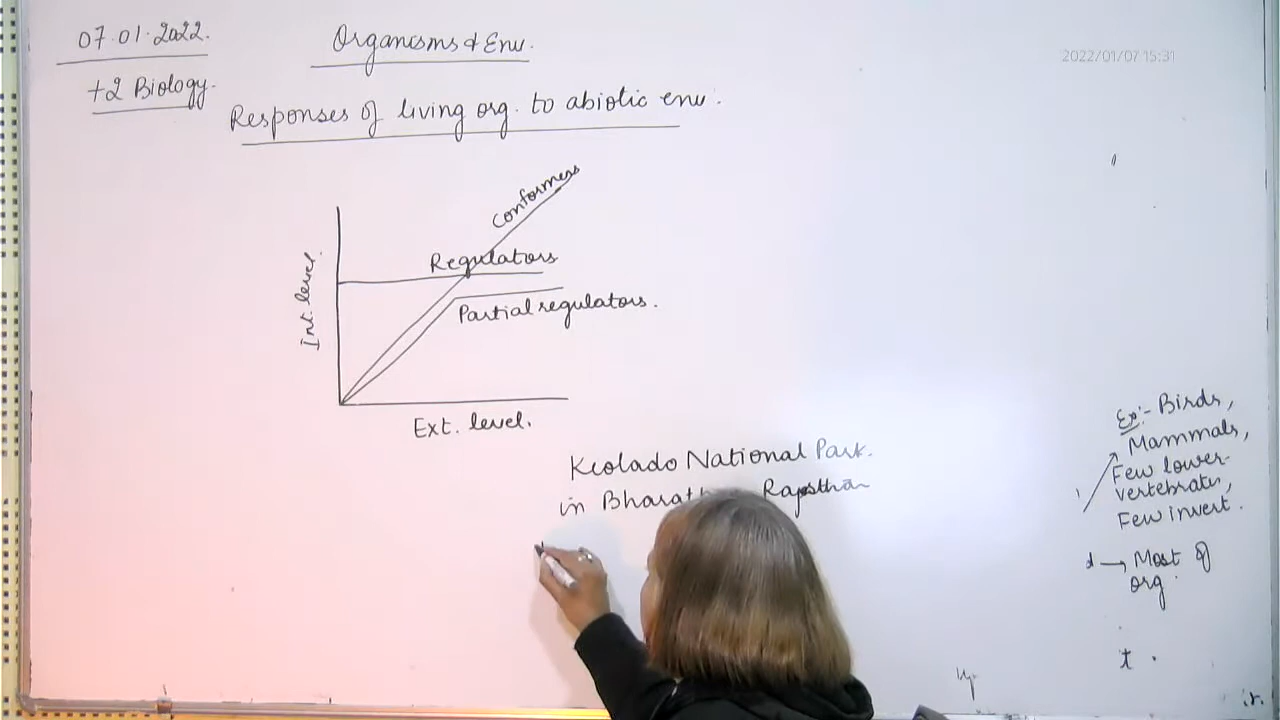 07.01.2022.
Organisms & Env.
2022/01/07 15:31
+2 Biology.
Responses of living org. to abiotic env.
Conformers
Regulators
Partial regulators.
Int. level.
Ext. level.
Keolado National Park.
in Rajasthan
Ex:- Birds,
Mammals,
Few lower
vertebrates,
Few invert.
→ Most of
org.
t.